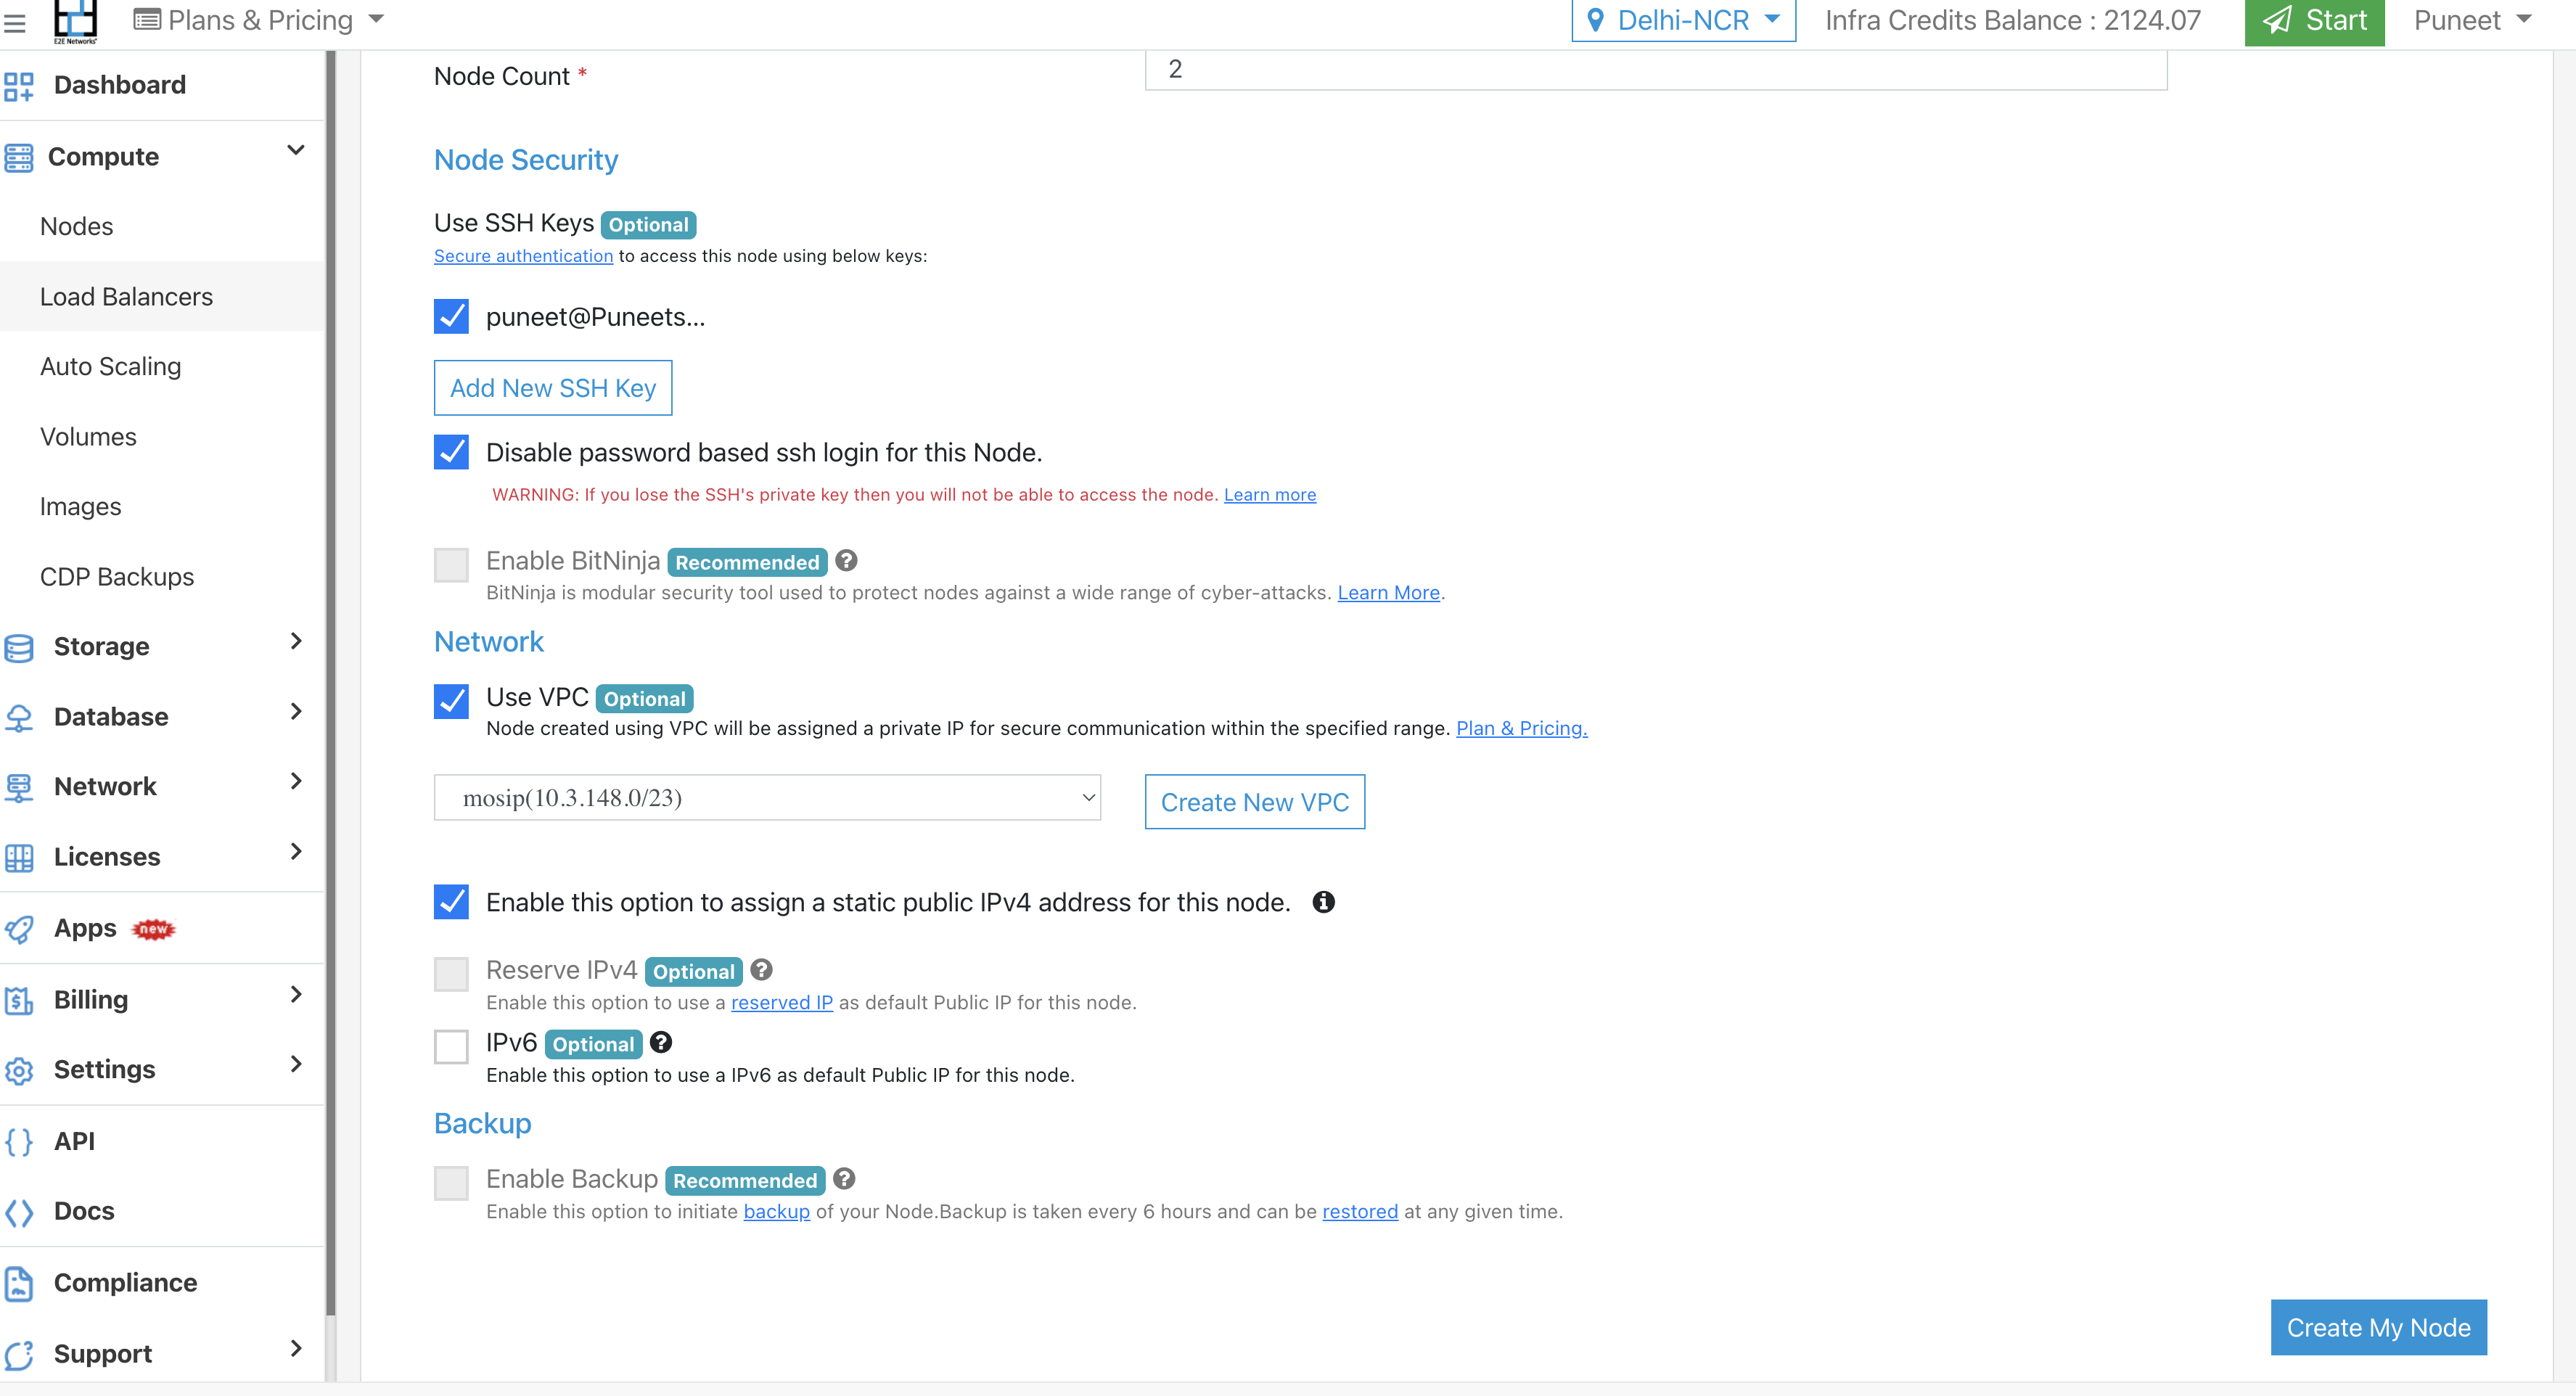 E2E Networks
Plans & Pricing
Delhi-NCR
Infra Credits Balance : 2124.07
Start
Puneet
Dashboard
Compute
Nodes
Load Balancers
Auto Scaling
Volumes
Images
CDP Backups
Storage
Database
Network
Licenses
Apps new
Billing
Settings
API
Docs
Compliance
Support
Node Count *
2
Node Security
Use SSH Keys Optional
Secure authentication to access this node using below keys:
puneet@Puneets...
Add New SSH Key
Disable password based ssh login for this Node.
WARNING: If you lose the SSH's private key then you will not be able to access the node. Learn more
Enable BitNinja Recommended ?
BitNinja is modular security tool used to protect nodes against a wide range of cyber-attacks. Learn More.
Network
Use VPC Optional
Node created using VPC will be assigned a private IP for secure communication within the specified range. Plan & Pricing.
mosip(10.3.148.0/23)
Create New VPC
Enable this option to assign a static public IPv4 address for this node.
Reserve IPv4 Optional ?
Enable this option to use a reserved IP as default Public IP for this node.
IPv6 Optional ?
Enable this option to use a IPv6 as default Public IP for this node.
Backup
Enable Backup Recommended ?
Enable this option to initiate backup of your Node.Backup is taken every 6 hours and can be restored at any given time.
Create My Node